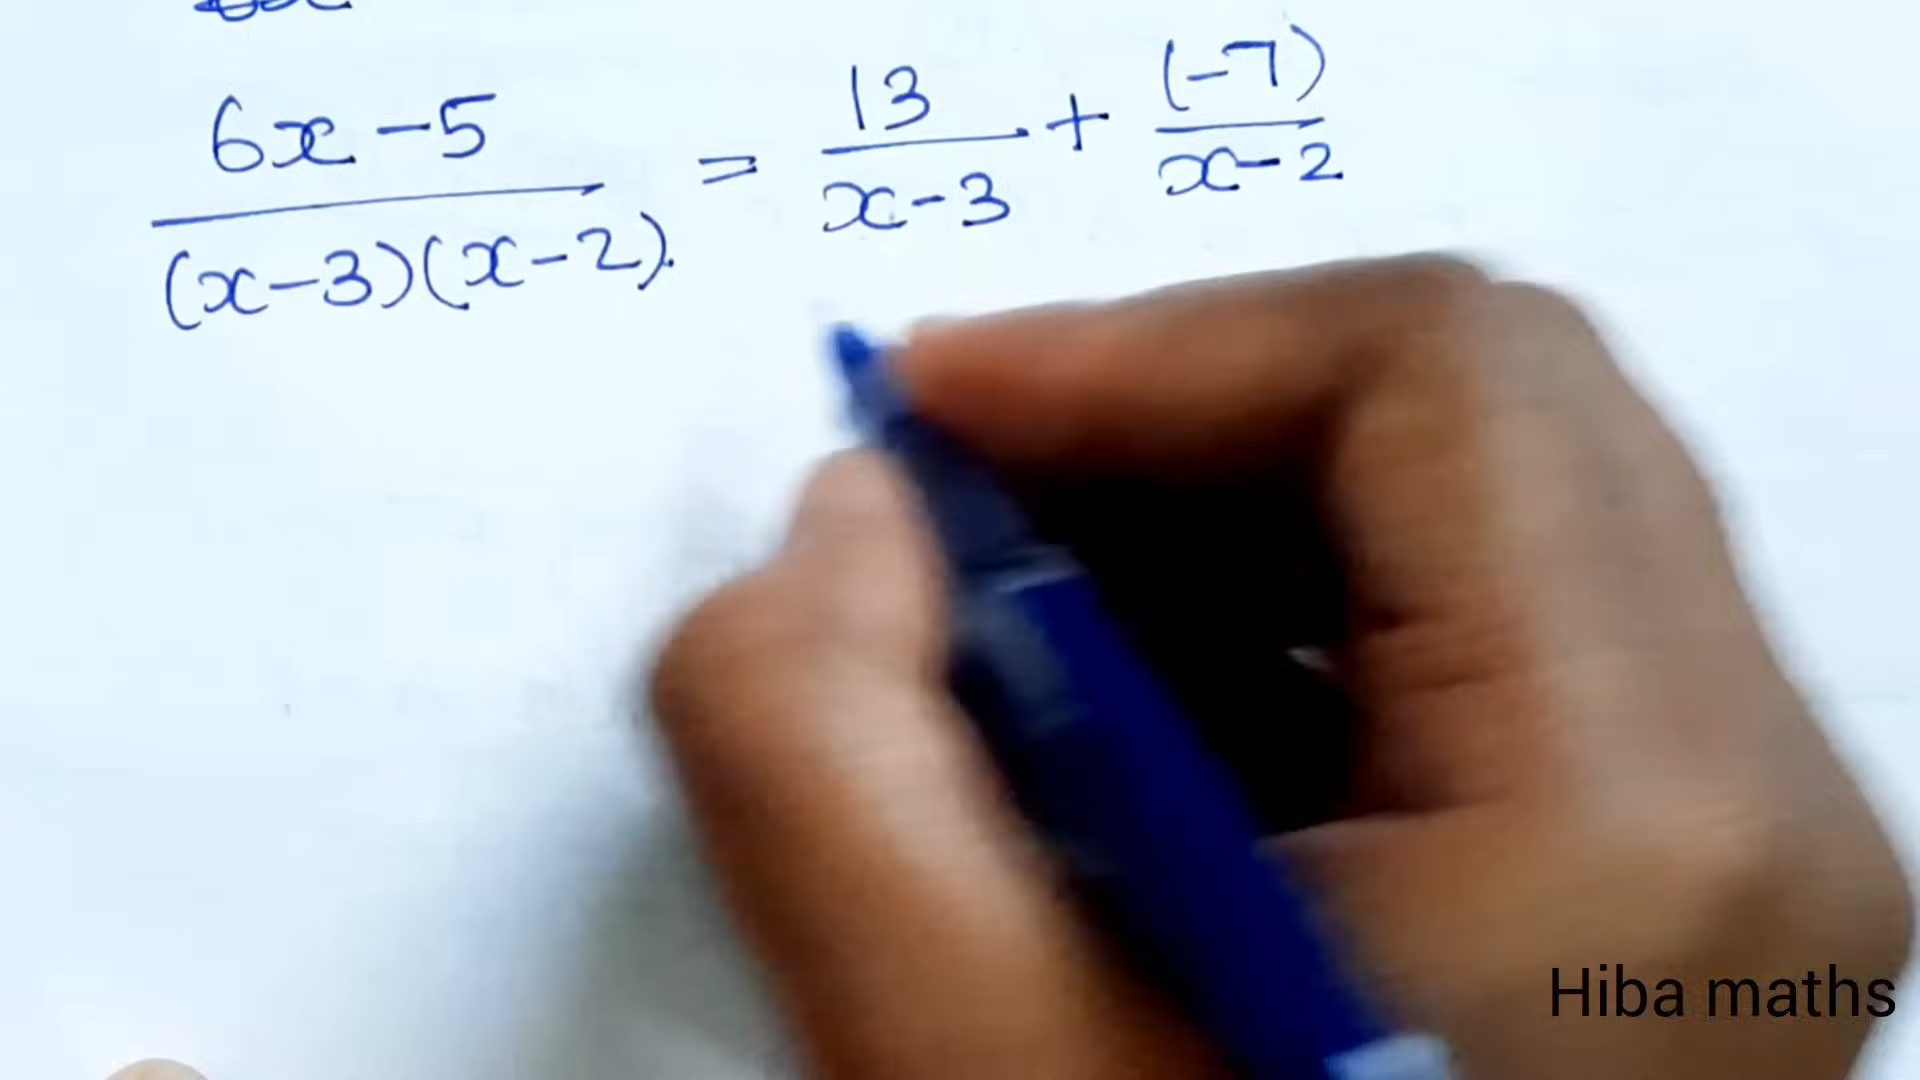 6x - 5 / (x-3)(x-2). = 13 / x-3 + (-7) / x-2
Hiba maths